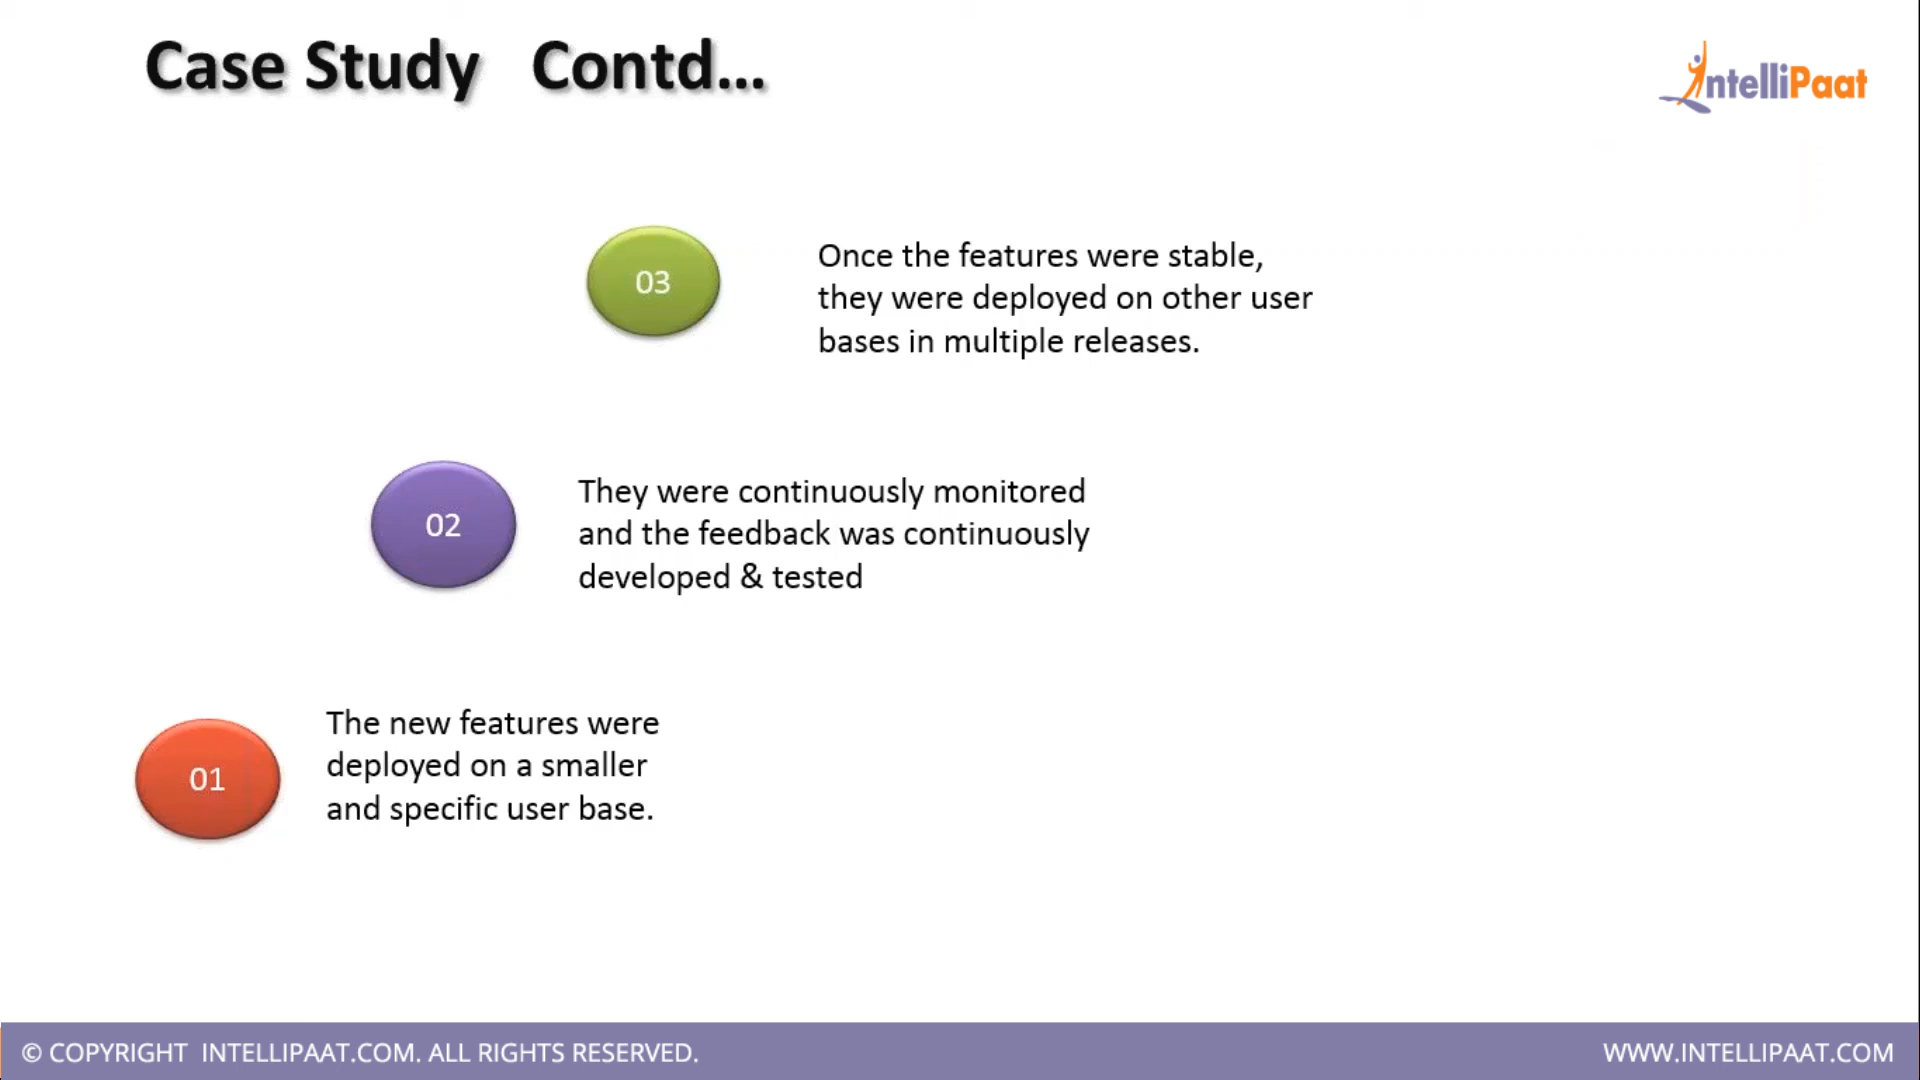 Case Study Contd...
IntelliPaat
03
Once the features were stable,
they were deployed on other user
bases in multiple releases.
02
They were continuously monitored
and the feedback was continuously
developed & tested
01
The new features were
deployed on a smaller
and specific user base.
© COPYRIGHT INTELLIPAAT.COM. ALL RIGHTS RESERVED.
WWW.INTELLIPAAT.COM